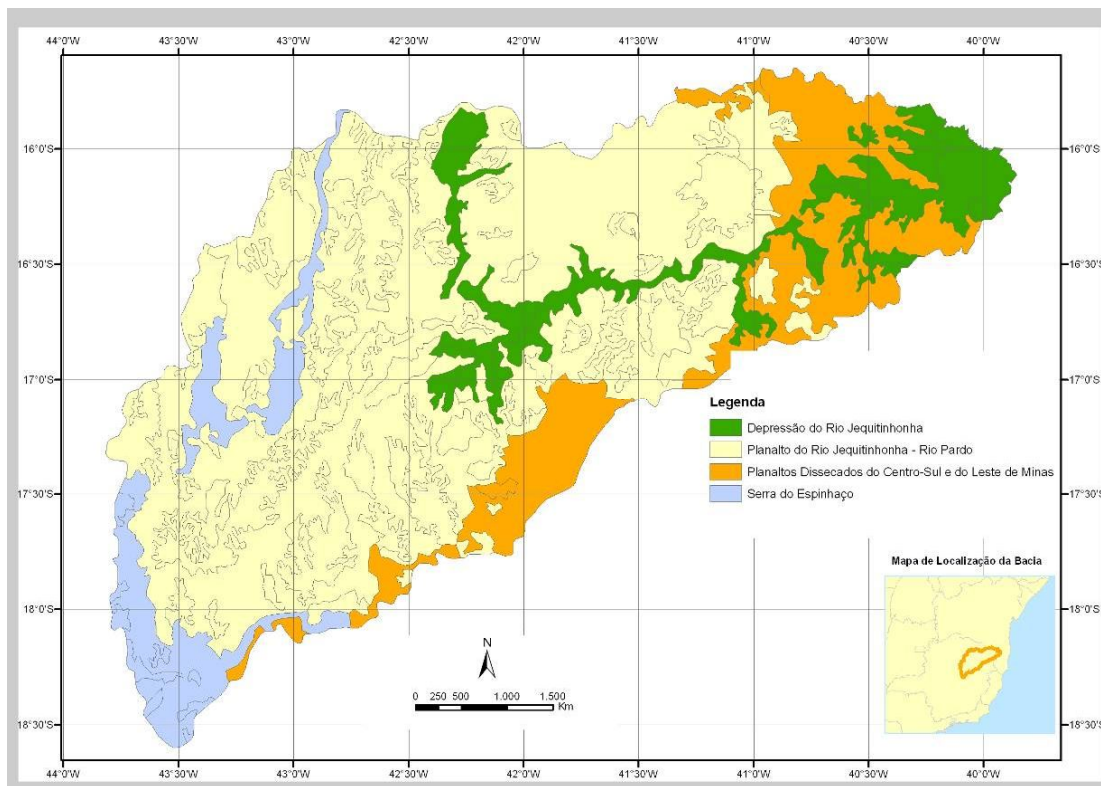 44°0'W 43°30'W 43°0'W 42°30'W 42°0'W 41°30'W 41°0'W 40°30'W 40°0'W
16°0'S 16°0'S
16°30'S 16°30'S
17°0'S 17°0'S
Legenda
Depressão do Rio Jequitinhonha
Planalto do Rio Jequitinhonha - Rio Pardo
Planaltos Dissecados do Centro-Sul e do Leste de Minas
Serra do Espinhaço
17°30'S 17°30'S
Mapa de Localização da Bacia
18°0'S 18°0'S
N
0 250 500 1.000 1.500
Km
18°30'S 18°30'S
44°0'W 43°30'W 43°0'W 42°30'W 42°0'W 41°30'W 41°0'W 40°30'W 40°0'W